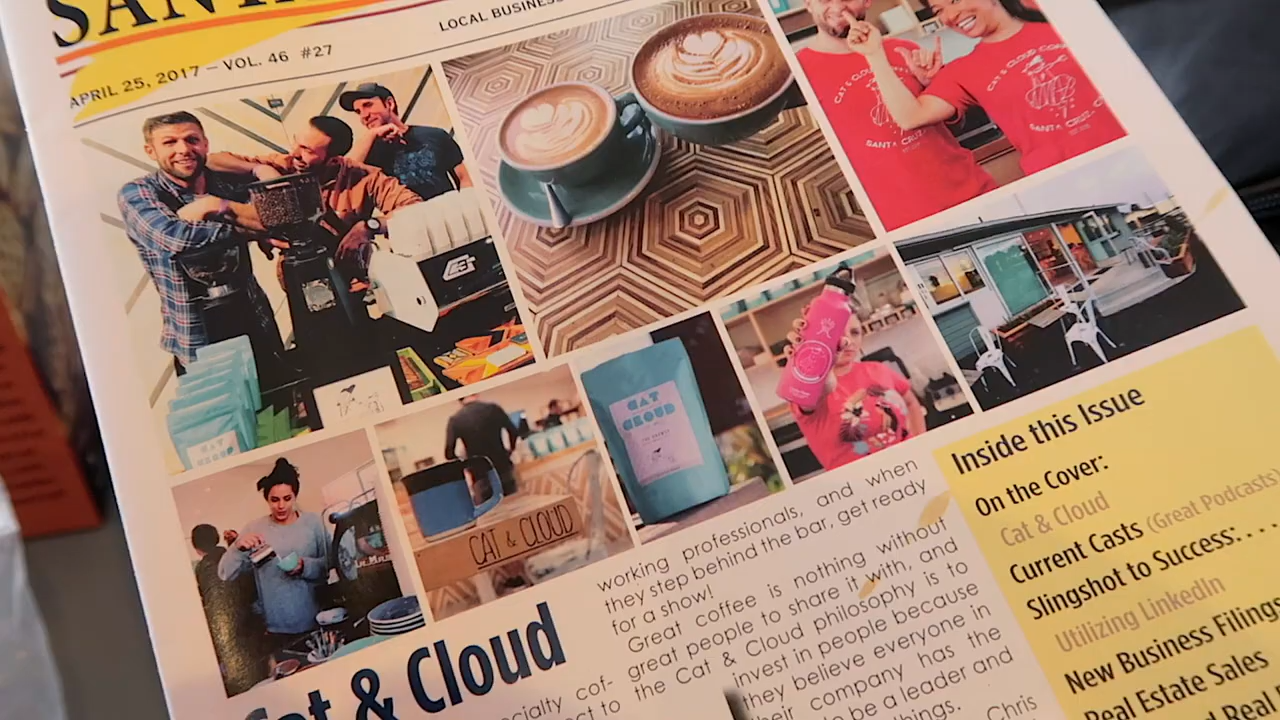 LOCAL BUSINESS
APRIL 25, 2017 – VOL. 46 #27
CAT & CLOUD
SANTA CRUZ
SANTA CRUZ
CAT
CLOUD
CAT & CLOUD
& Cloud
working professionals, and when
they step behind the bar, get ready
for a show!
Great coffee is nothing without
great people to share it with, and
the Cat & Cloud philosophy is to
invest in people because
they believe everyone in
their company has the
be a leader and
things.
Chris
Inside this Issue
On the Cover:
Cat & Cloud
Current Casts (Great Podcasts)
Slingshot to Success:. . . .
Utilizing LinkedIn
New Business Filings
Real Estate Sales